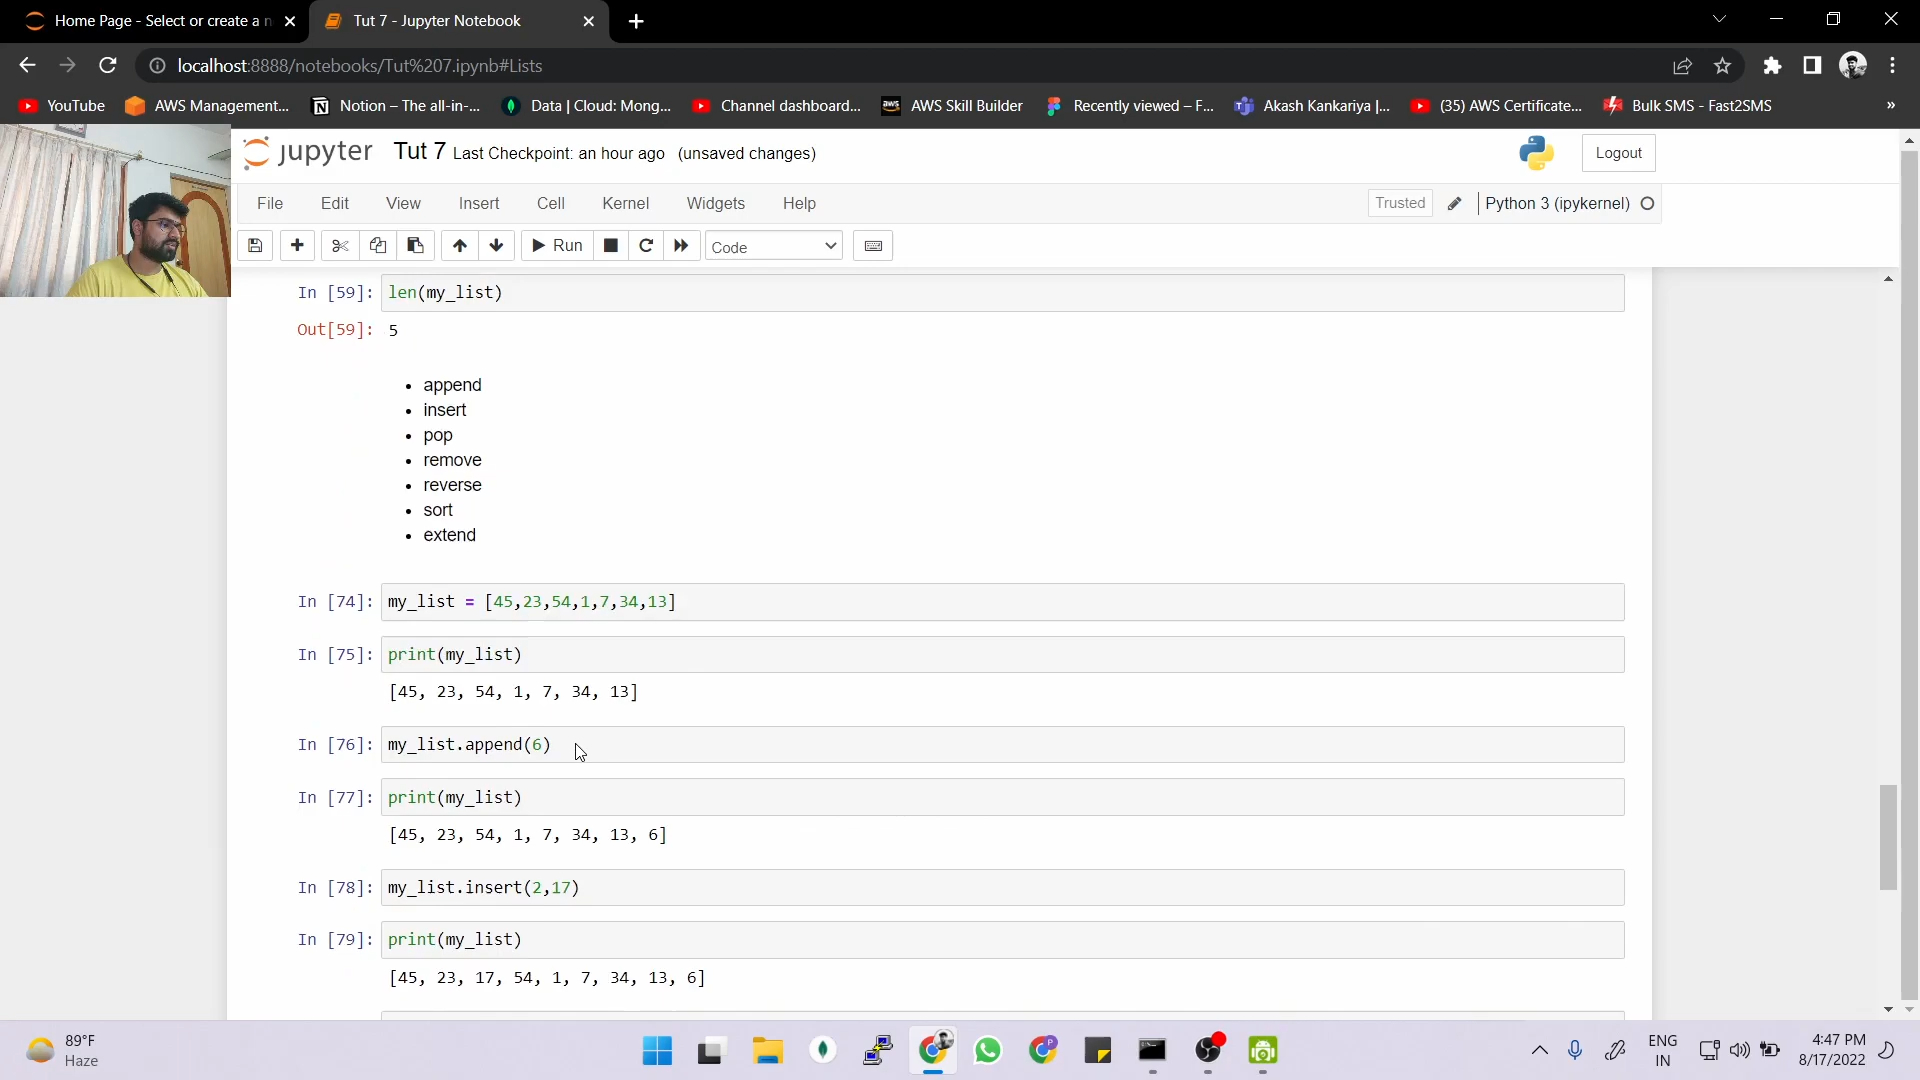 Home Page - Select or create a n
Tut 7 - Jupyter Notebook
localhost:8888/notebooks/Tut%207.ipynb#Lists
YouTube
AWS Management...
Notion – The all-in-...
Data | Cloud: Mong...
Channel dashboard...
aws
AWS Skill Builder
Recently viewed – F...
Akash Kankariya |...
(35) AWS Certificate...
Bulk SMS - Fast2SMS
»
jupyter
Tut 7 Last Checkpoint: an hour ago (unsaved changes)
Logout
File Edit View Insert Cell Kernel Widgets Help
Trusted
Python 3 (ipykernel)
Run
Code
In [59]: len(my_list)
Out[59]: 5
• append
• insert
• pop
• remove
• reverse
• sort
• extend
In [74]: my_list = [45,23,54,1,7,34,13]
In [75]: print(my_list)
[45, 23, 54, 1, 7, 34, 13]
In [76]: my_list.append(6)
In [77]: print(my_list)
[45, 23, 54, 1, 7, 34, 13, 6]
In [78]: my_list.insert(2,17)
In [79]: print(my_list)
[45, 23, 17, 54, 1, 7, 34, 13, 6]
89°F
Haze
P
ENG
IN
4:47 PM
8/17/2022